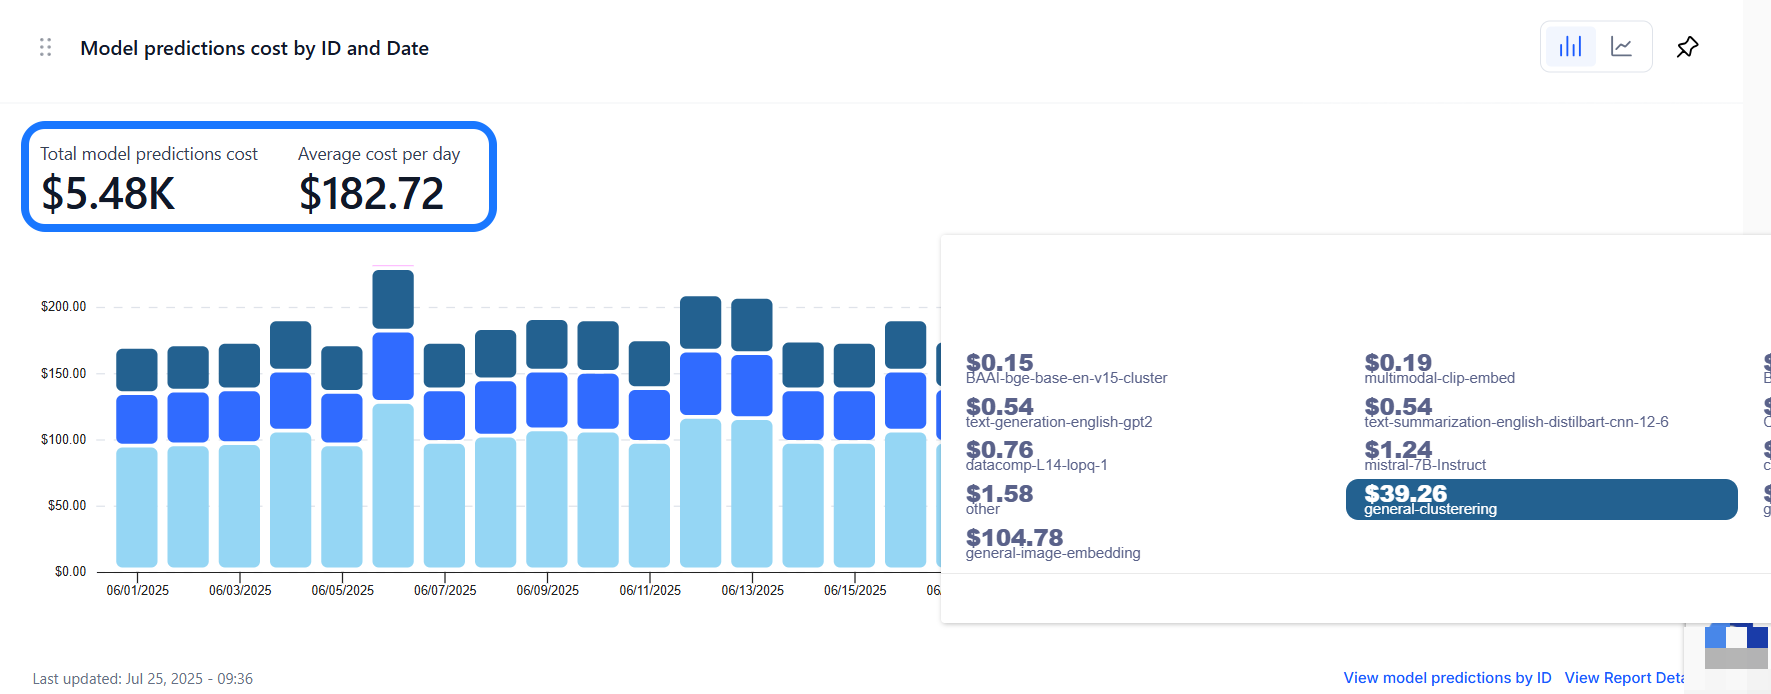 Model predictions cost by ID and Date
Total model predictions cost
Average cost per day
$5.48K
$182.72
$200.00
$150.00
$100.00
$50.00
$0.00
06/01/2025
06/03/2025
06/05/2025
06/07/2025
06/09/2025
06/11/2025
06/13/2025
06/15/2025
06/
$0.15
BAAI-bge-base-en-v15-cluster
$0.19
multimodal-clip-embed
$0.54
text-generation-english-gpt2
$0.54
text-summarization-english-distilbart-cnn-12-6
$0.76
datacomp-L14-lopq-1
$1.24
mistral-7B-Instruct
$1.58
other
$39.26
general-clusterering
$104.78
general-image-embedding
Last updated: Jul 25, 2025 - 09:36
View model predictions by ID
View Report Deta